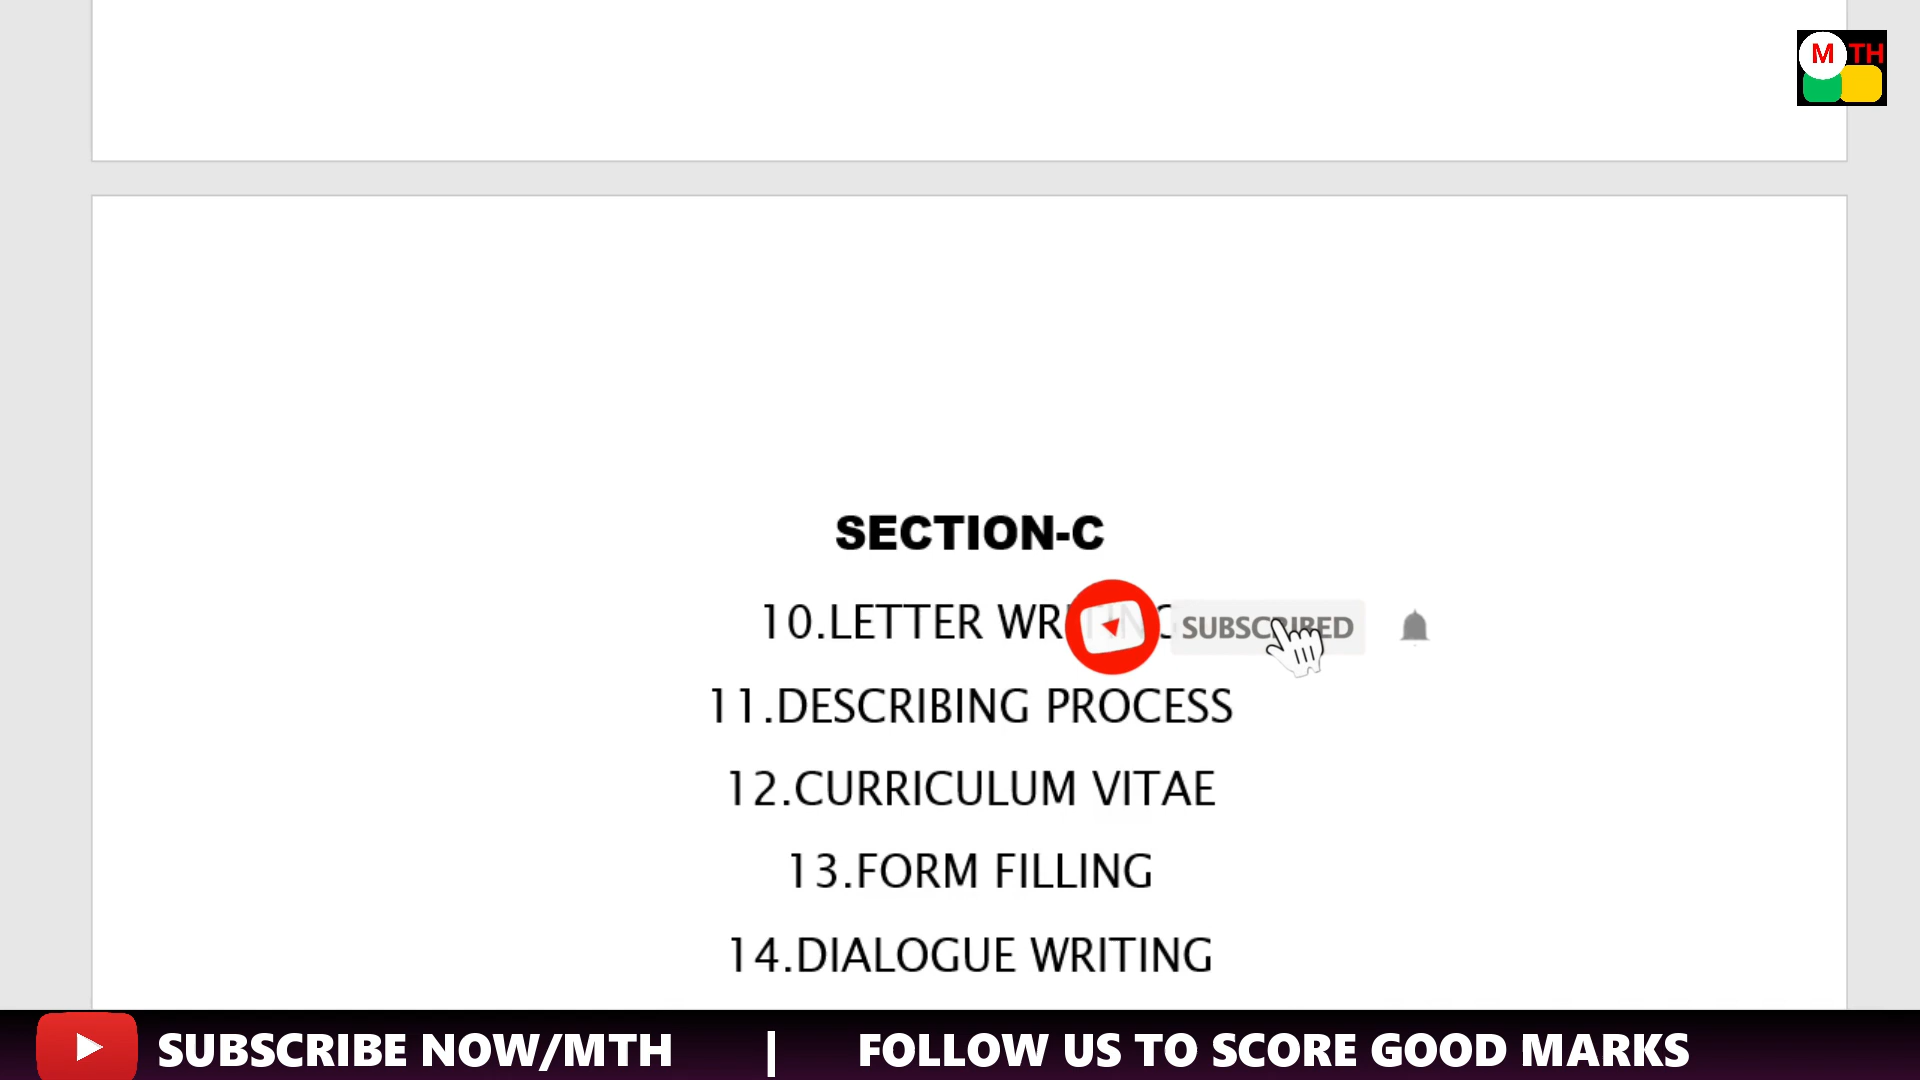 M TH
SECTION-C
10.LETTER WRITING
SUBSCRIBED
11.DESCRIBING PROCESS
12.CURRICULUM VITAE
13.FORM FILLING
14.DIALOGUE WRITING
SUBSCRIBE NOW/MTH | FOLLOW US TO SCORE GOOD MARKS